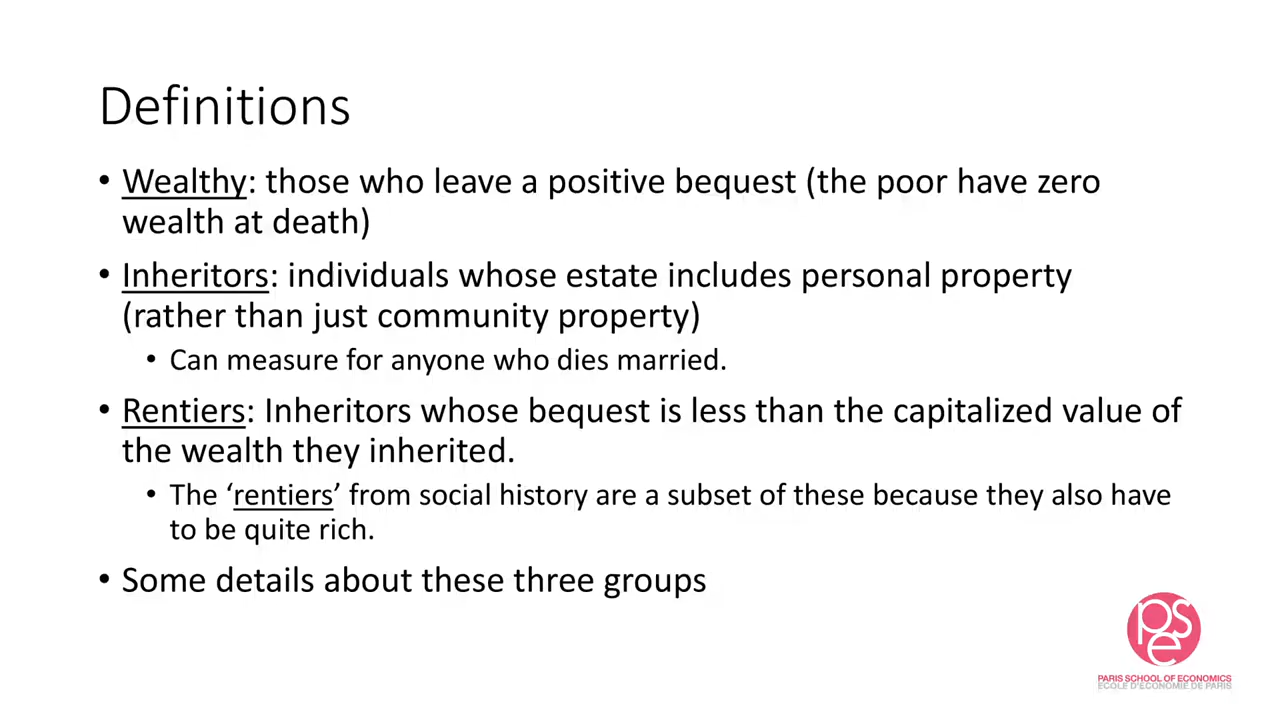 Definitions
• Wealthy: those who leave a positive bequest (the poor have zero
wealth at death)
• Inheritors: individuals whose estate includes personal property
(rather than just community property)
• Can measure for anyone who dies married.
• Rentiers: Inheritors whose bequest is less than the capitalized value of
the wealth they inherited.
• The ‘rentiers’ from social history are a subset of these because they also have
to be quite rich.
• Some details about these three groups
pse
PARIS SCHOOL OF ECONOMICS
ECOLE D'ECONOMIE DE PARIS